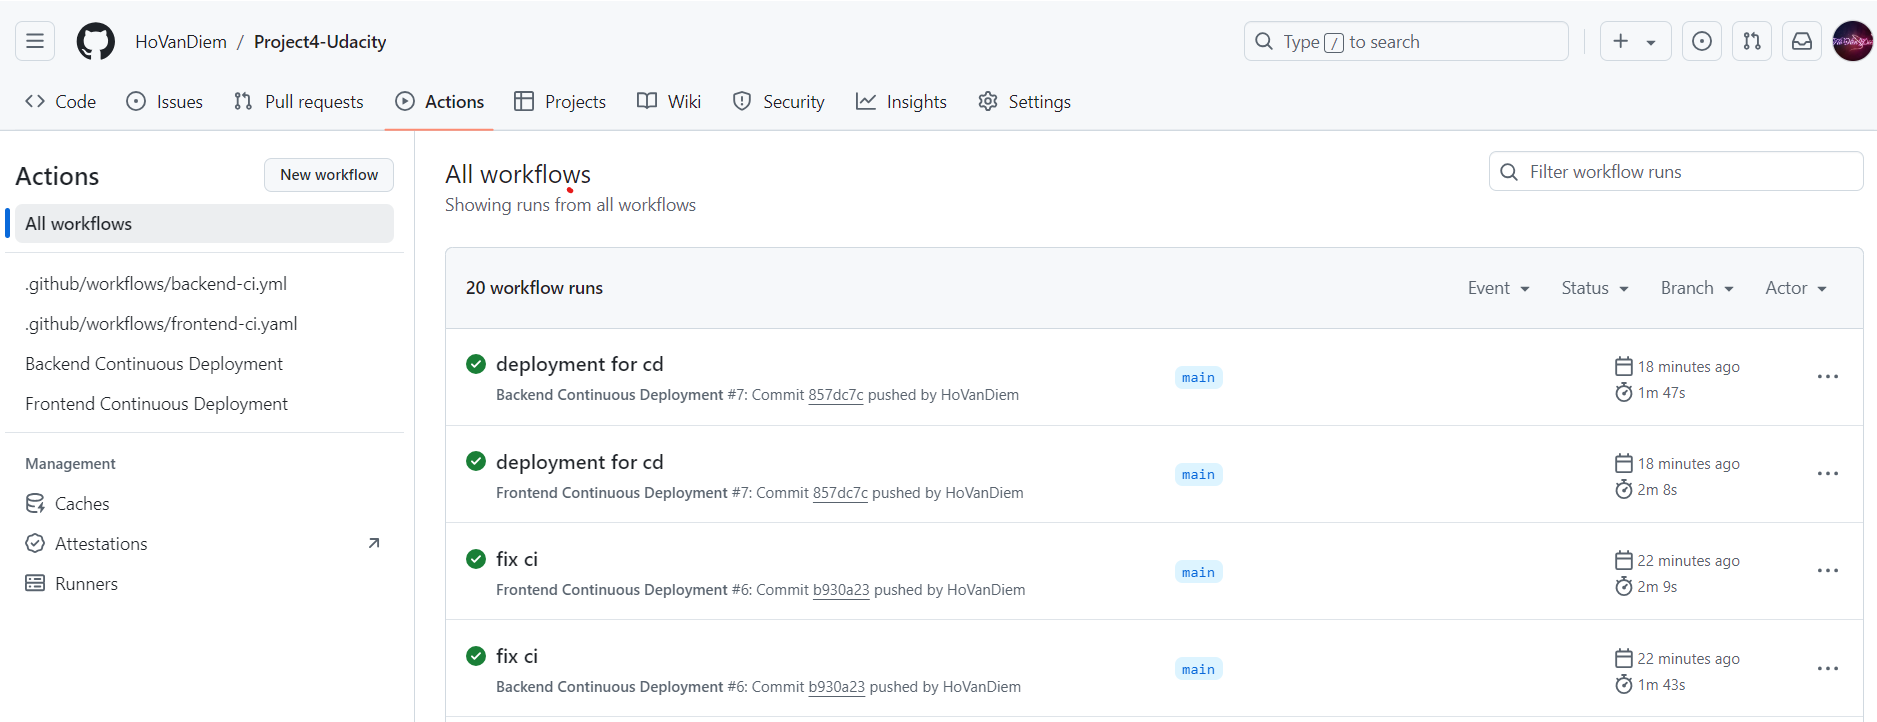 HoVanDiem / Project4-Udacity
Type / to search
Code
Issues
Pull requests
Actions
Projects
Wiki
Security
Insights
Settings
Actions
New workflow
All workflows
.github/workflows/backend-ci.yml
.github/workflows/frontend-ci.yaml
Backend Continuous Deployment
Frontend Continuous Deployment
Management
Caches
Attestations
Runners
All workflows
Showing runs from all workflows
Filter workflow runs
20 workflow runs
Event
Status
Branch
Actor
deployment for cd
Backend Continuous Deployment #7: Commit 857dc7c pushed by HoVanDiem
main
18 minutes ago
1m 47s
deployment for cd
Frontend Continuous Deployment #7: Commit 857dc7c pushed by HoVanDiem
main
18 minutes ago
2m 8s
fix ci
Frontend Continuous Deployment #6: Commit b930a23 pushed by HoVanDiem
main
22 minutes ago
2m 9s
fix ci
Backend Continuous Deployment #6: Commit b930a23 pushed by HoVanDiem
main
22 minutes ago
1m 43s